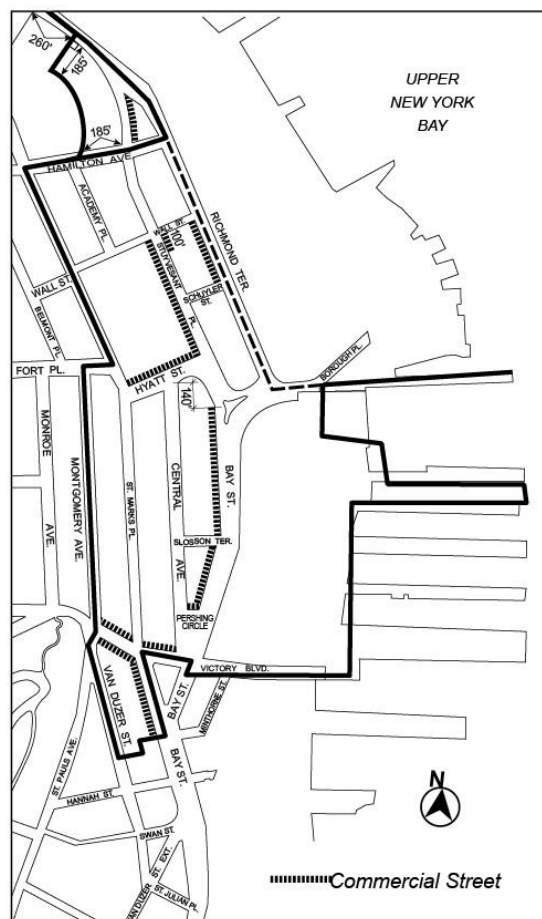 260'
185'
UPPER
NEW YORK
BAY
185'
HAMILTON AVE.
ACADEMY PL.
RICHMOND TER.
WALL ST.
100'
STUYVESANT PL.
WALL ST.
SCHUYLER
ST.
BELMONT PL.
BOROUGH PL.
FORT PL.
HYATT ST.
140'
MONROE AVE.
MONTGOMERY AVE.
ST. MARKS PL.
CENTRAL AVE.
BAY ST.
SLOSSON TER.
PERSHING
CIRCLE
VICTORY BLVD.
VAN DUZER ST.
BAY ST.
MINTHORNE ST.
ST. PAULS AVE.
BAY ST.
HANNAH ST.
N
SWAN ST.
VAN DUZER
ST. EXT.
ST. JULIAN PL.
Commercial Street